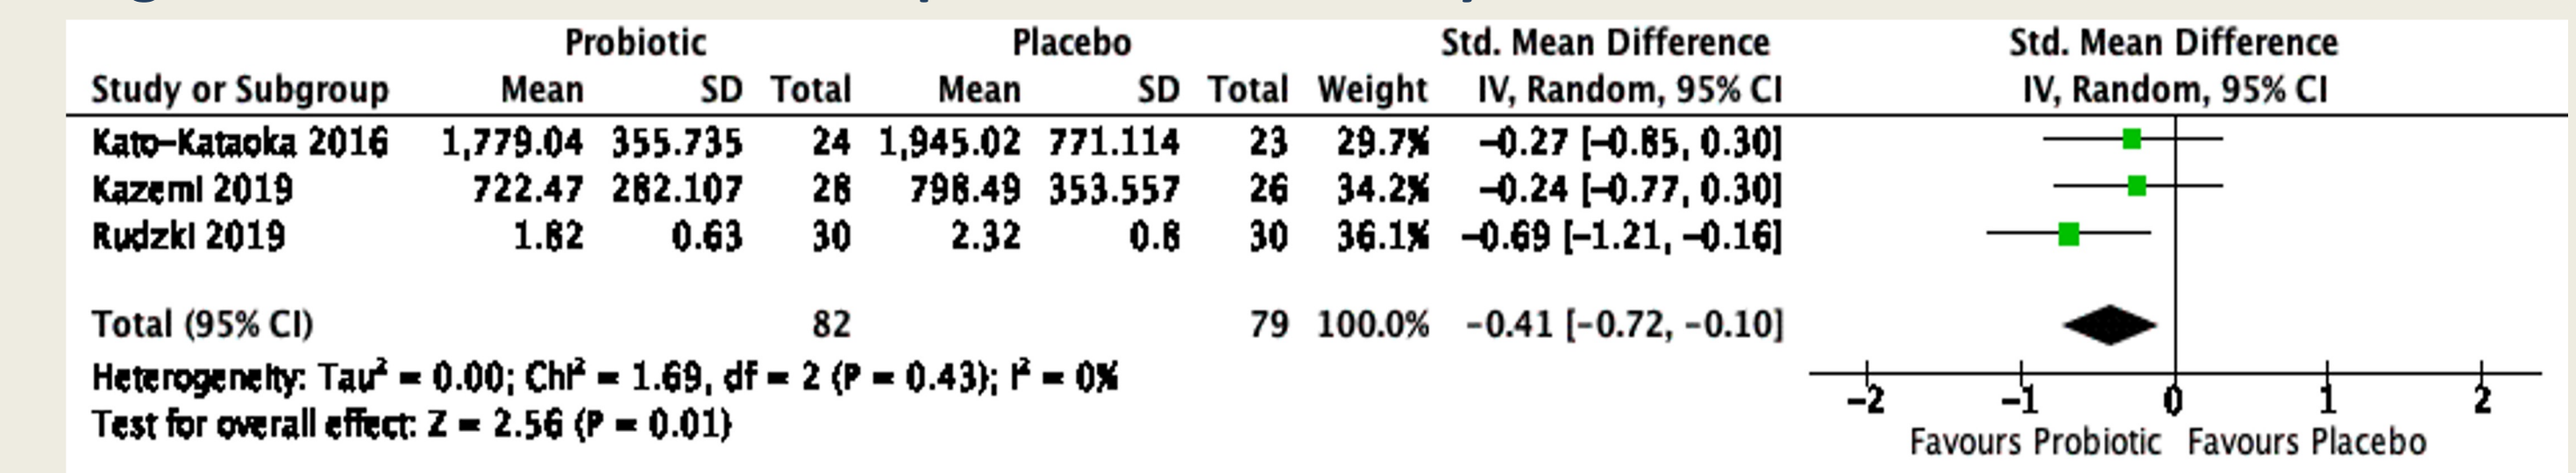 Probiotic Placebo Std. Mean Difference Std. Mean Difference
Study or Subgroup Mean SD Total Mean SD Total Weight IV, Random, 95% CI IV, Random, 95% CI
Kato-Kataoka 2016 1,779.04 355.735 24 1,945.02 771.114 23 29.7% −0.27 [−0.85, 0.30]
Kazemi 2019 722.47 282.107 28 798.49 353.557 26 34.2% −0.24 [−0.77, 0.30]
Rudzki 2019 1.82 0.63 30 2.32 0.8 30 36.1% −0.69 [−1.21, −0.16]
Total (95% CI) 82 79 100.0% −0.41 [−0.72, −0.10]
Heterogeneity: Tau² = 0.00; Chi² = 1.69, df = 2 (P = 0.43); I² = 0%
Test for overall effect: Z = 2.56 (P = 0.01)
−2 −1 0 1 2
Favours Probiotic Favours Placebo